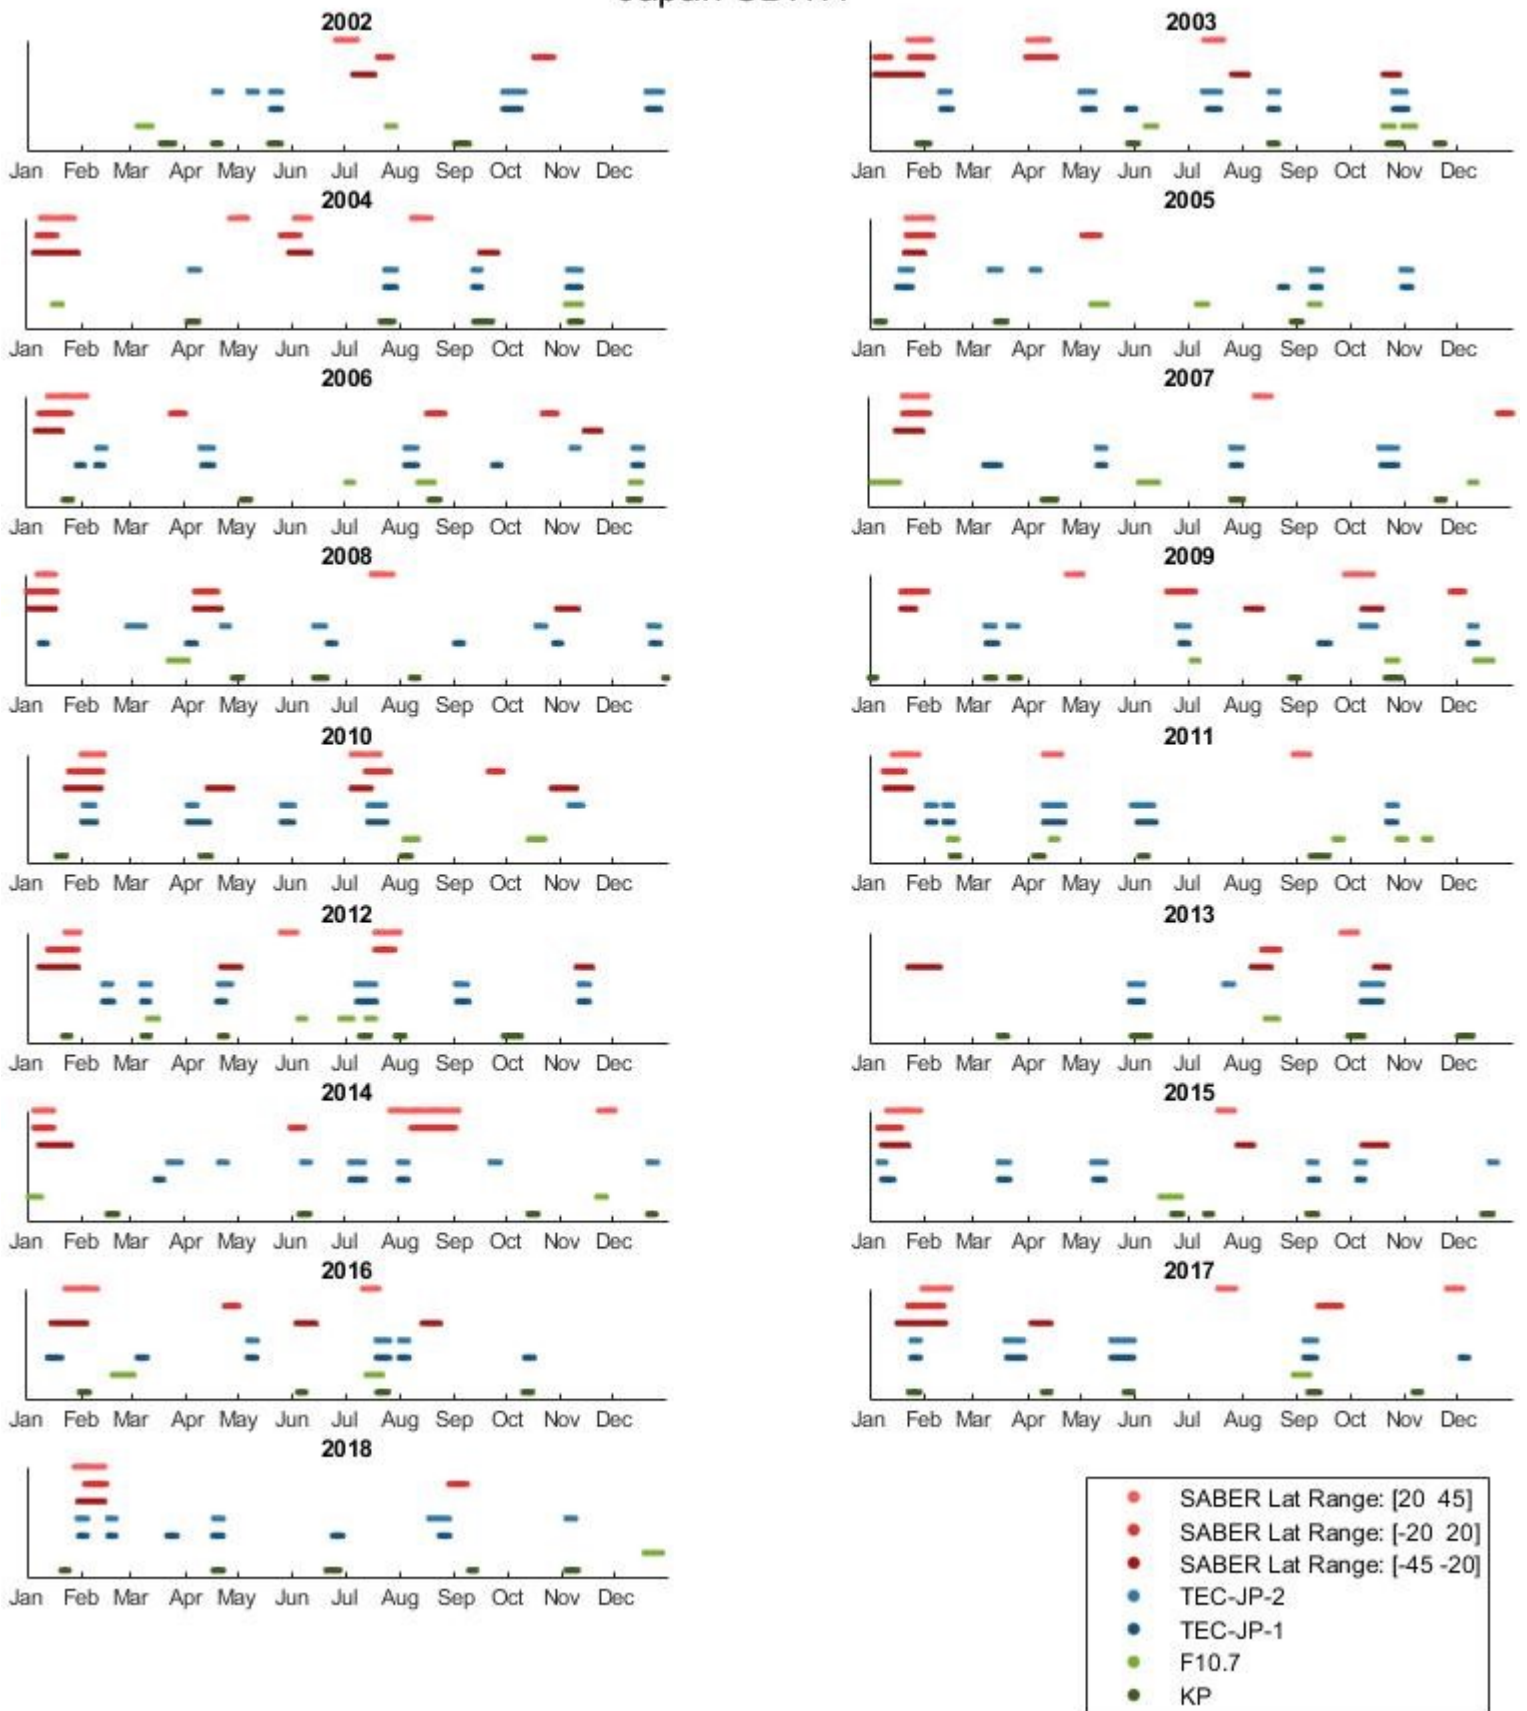 2002 2003
Jan Feb Mar Apr May Jun Jul Aug Sep Oct Nov Dec Jan Feb Mar Apr May Jun Jul Aug Sep Oct Nov Dec
2004 2005
Jan Feb Mar Apr May Jun Jul Aug Sep Oct Nov Dec Jan Feb Mar Apr May Jun Jul Aug Sep Oct Nov Dec
2006 2007
Jan Feb Mar Apr May Jun Jul Aug Sep Oct Nov Dec Jan Feb Mar Apr May Jun Jul Aug Sep Oct Nov Dec
2008 2009
Jan Feb Mar Apr May Jun Jul Aug Sep Oct Nov Dec Jan Feb Mar Apr May Jun Jul Aug Sep Oct Nov Dec
2010 2011
Jan Feb Mar Apr May Jun Jul Aug Sep Oct Nov Dec Jan Feb Mar Apr May Jun Jul Aug Sep Oct Nov Dec
2012 2013
Jan Feb Mar Apr May Jun Jul Aug Sep Oct Nov Dec Jan Feb Mar Apr May Jun Jul Aug Sep Oct Nov Dec
2014 2015
Jan Feb Mar Apr May Jun Jul Aug Sep Oct Nov Dec Jan Feb Mar Apr May Jun Jul Aug Sep Oct Nov Dec
2016 2017
Jan Feb Mar Apr May Jun Jul Aug Sep Oct Nov Dec Jan Feb Mar Apr May Jun Jul Aug Sep Oct Nov Dec
2018
Jan Feb Mar Apr May Jun Jul Aug Sep Oct Nov Dec
SABER Lat Range: [20 45]
SABER Lat Range: [-20 20]
SABER Lat Range: [-45 -20]
TEC-JP-2
TEC-JP-1
F10.7
KP